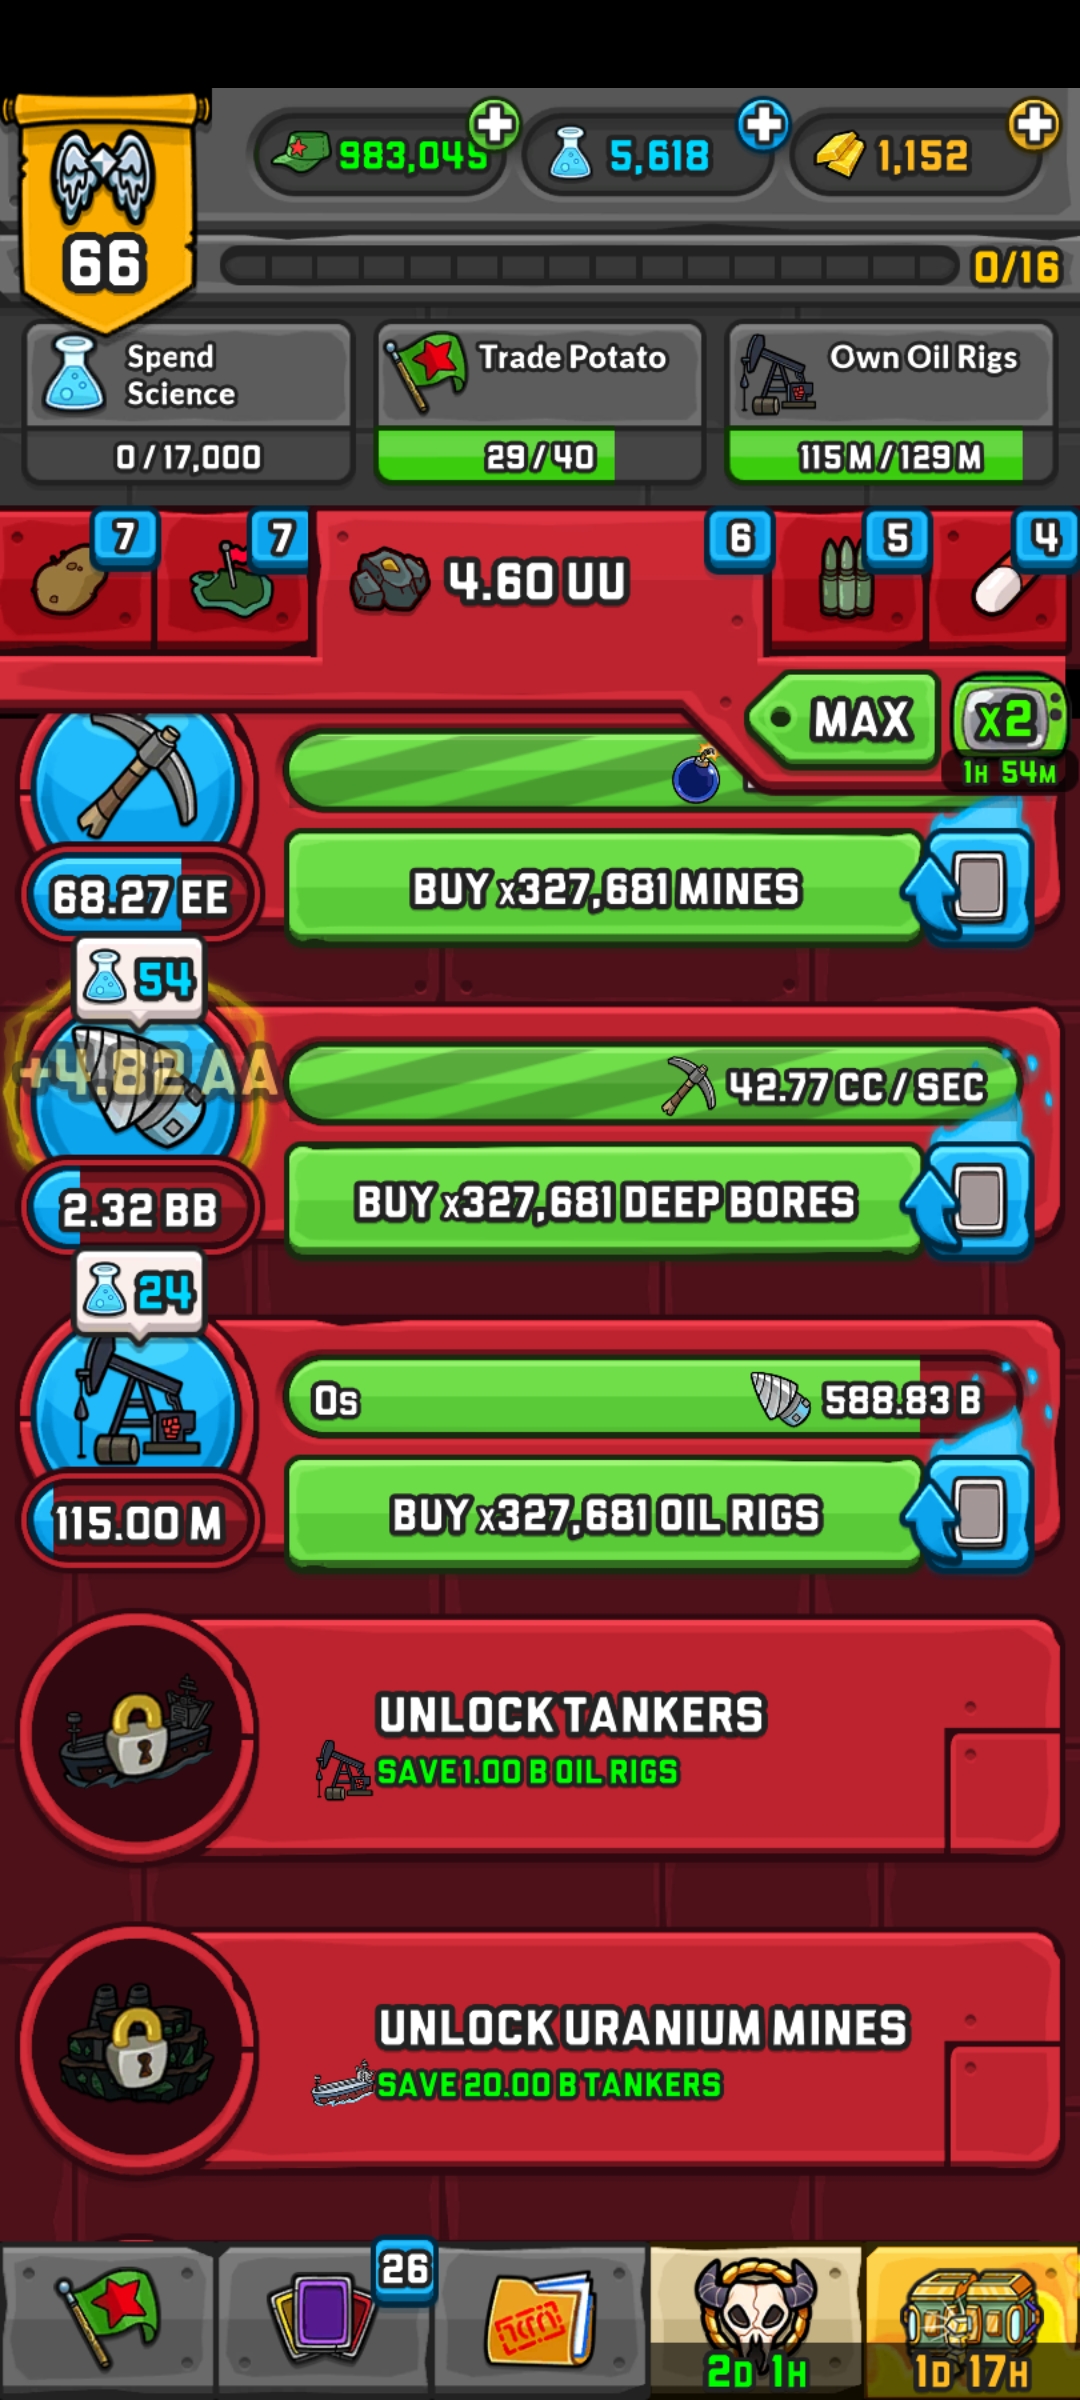 983,045
5,618
1,152
66
0/16
Spend
Science
0/17,000
Trade Potato
29/40
Own Oil Rigs
115 M/129 M
7
7
4.60 UU
6
5
4
MAX
x2
1H 54M
68.27 EE
BUY x327,681 MINES
54
+4.82 AA
42.77 CC/SEC
2.32 BB
BUY x327,681 DEEP BORES
24
0s
588.83 B
115.00 M
BUY x327,681 OIL RIGS
UNLOCK TANKERS
SAVE 1.00 B OIL RIGS
UNLOCK URANIUM MINES
SAVE 20.00 B TANKERS
26
2D 1H
1D 17H